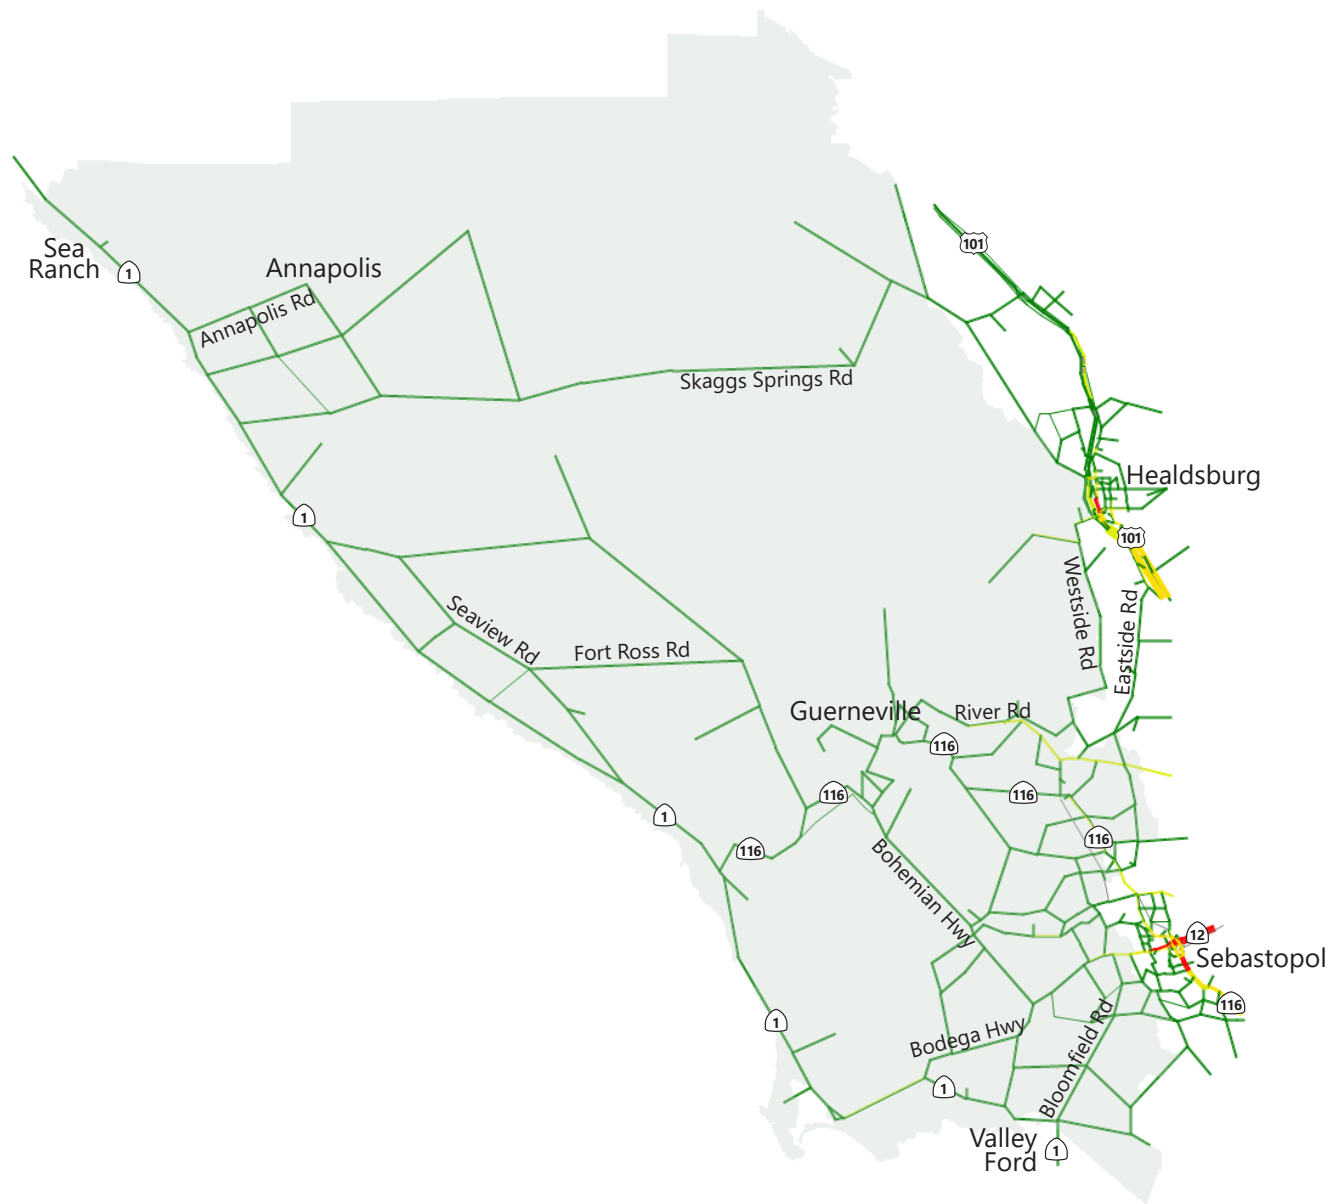 101
Sea
Ranch
1
Annapolis
Annapolis Rd
Skaggs Springs Rd
Healdsburg
1
101
Westside Rd
Eastside Rd
Seaview Rd
Fort Ross Rd
Guerneville
River Rd
116
116
116
1
116
116
Bohemian Hwy
12
Sebastopol
116
1
Bodega Hwy
Bloomfield Rd
1
Valley
Ford
1